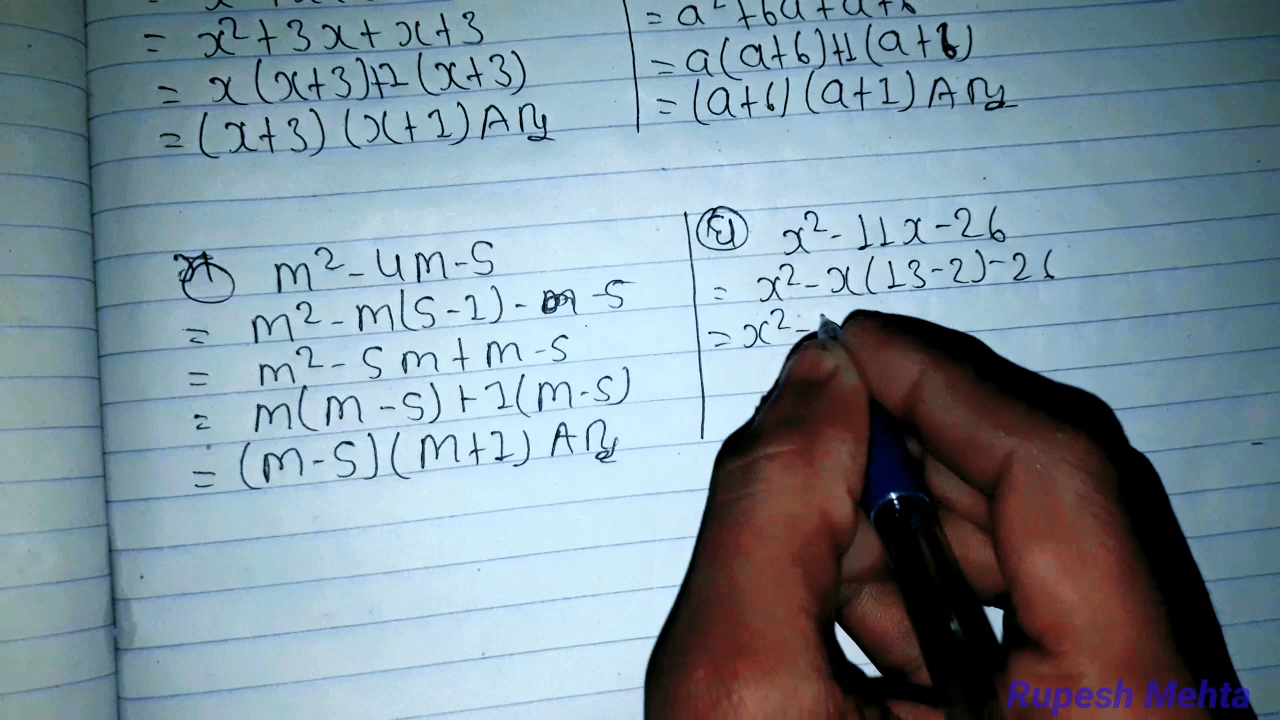 = x²+3x+x+3
= x(x+3)+1(x+3)
= (x+3)(x+1) Ans
= a²+6a+a+6
= a(a+6)+1(a+6)
= (a+6)(a+1) Ans
m²-4m-5
= m²-m(5-1)-5
= m²-5m+m-5
= m(m-5)+1(m-5)
= (m-5)(m+1) Ans
x²-11x-26
= x²-x(13-2)-26
= x²-
Rupesh Mehta